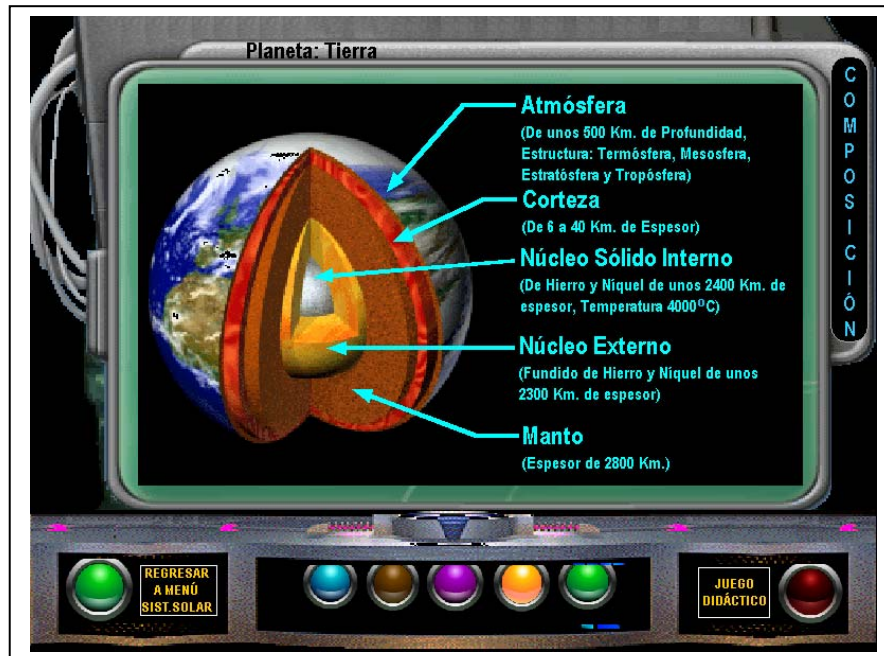 Planeta: Tierra
COMPOSICIÓN
Atmósfera
(De unos 500 Km. de Profundidad,
Estructura: Termósfera, Mesosfera,
Estratósfera y Tropósfera)
Corteza
(De 6 a 40 Km. de Espesor)
Núcleo Sólido Interno
(De Hierro y Níquel de unos 2400 Km. de
espesor, Temperatura 4000ºC)
Núcleo Externo
(Fundido de Hierro y Níquel de unos
2300 Km. de espesor)
Manto
(Espesor de 2800 Km.)
REGRESAR
A MENÚ
SIST.SOLAR
JUEGO
DIDÁCTICO